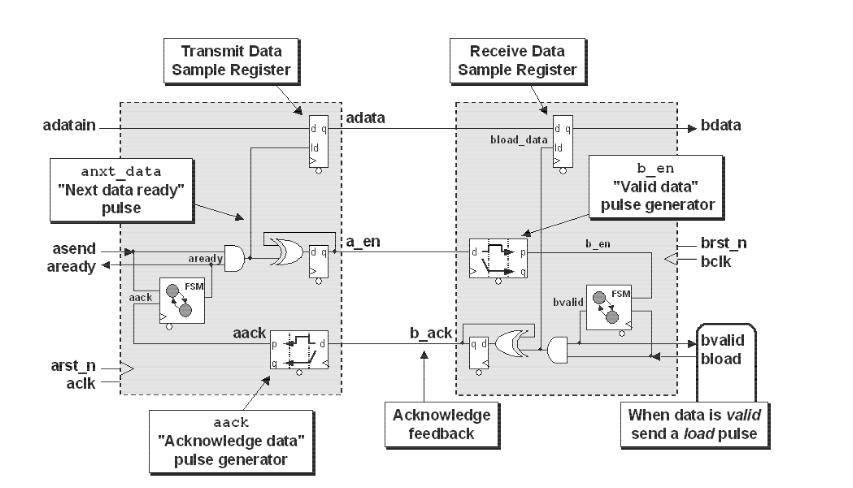 Transmit Data
Sample Register
Receive Data
Sample Register
adatain
d q
ld
adata
bload_data
d q
ld
bdata
anxt_data
"Next data ready"
pulse
b_en
"Valid data"
pulse generator
asend
aready
aready
d q
a_en
d
p
q
b_en
brst_n
bclk
aack
FSM
bvalid
FSM
aack
p
q
d
b_ack
q d
bvalid
bload
arst_n
aclk
aack
"Acknowledge data"
pulse generator
Acknowledge
feedback
When data is valid
send a load pulse